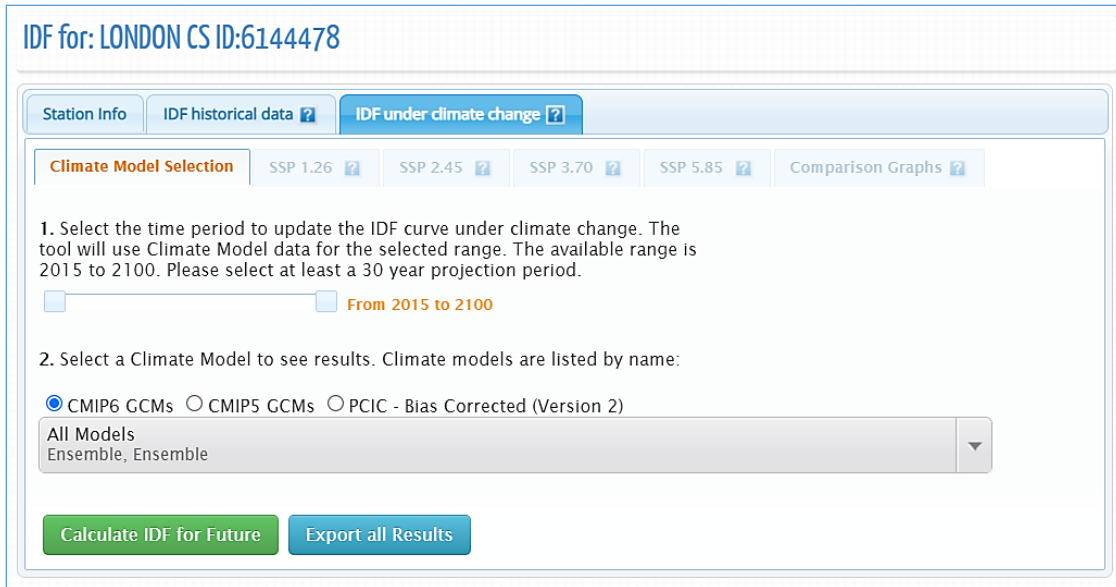 IDF for: LONDON CS ID:6144478
Station Info
IDF historical data ?
IDF under climate change ?
Climate Model Selection
SSP 1.26 ?
SSP 2.45 ?
SSP 3.70 ?
SSP 5.85 ?
Comparison Graphs ?
1. Select the time period to update the IDF curve under climate change. The
tool will use Climate Model data for the selected range. The available range is
2015 to 2100. Please select at least a 30 year projection period.
From 2015 to 2100
2. Select a Climate Model to see results. Climate models are listed by name:
CMIP6 GCMs CMIP5 GCMs PCIC - Bias Corrected (Version 2)
All Models
Ensemble, Ensemble
Calculate IDF for Future
Export all Results